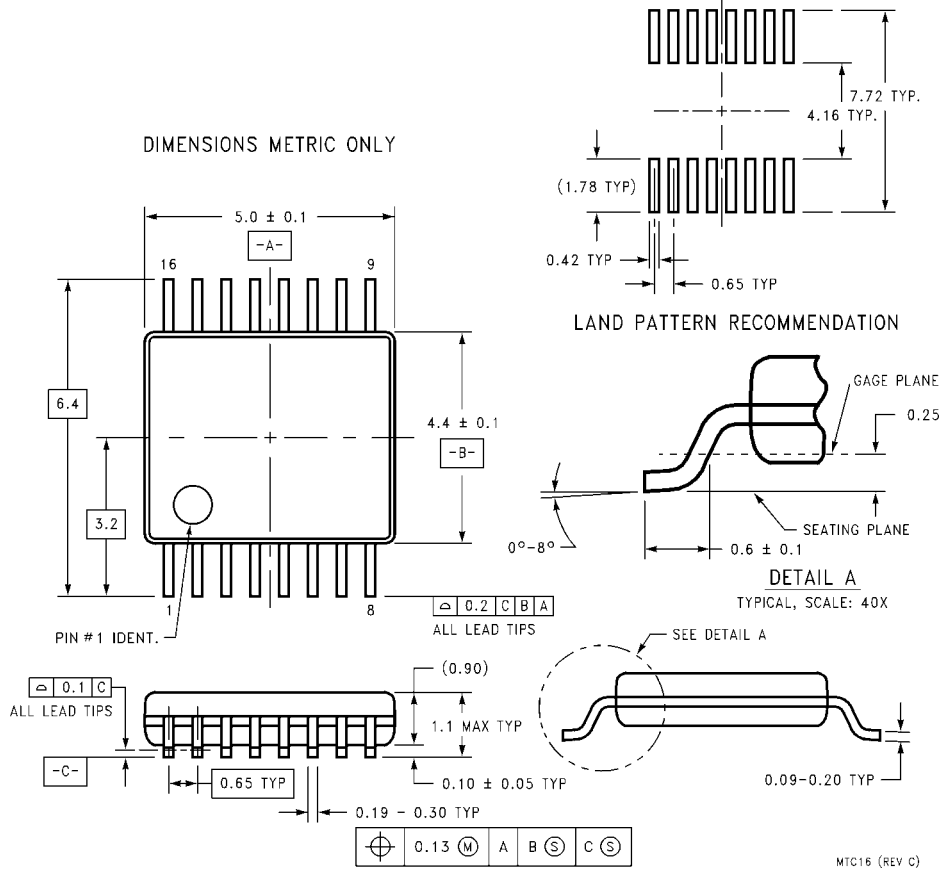 7.72 TYP.
4.16 TYP.
(1.78 TYP)
0.42 TYP
0.65 TYP
LAND PATTERN RECOMMENDATION
DIMENSIONS METRIC ONLY
5.0 ± 0.1
-A-
16
9
6.4
3.2
4.4 ± 0.1
-B-
1
8
PIN #1 IDENT.
⌓ 0.2 C B A
ALL LEAD TIPS
GAGE PLANE
0.25
SEATING PLANE
0°-8°
0.6 ± 0.1
DETAIL A
TYPICAL, SCALE: 40X
SEE DETAIL A
0.09-0.20 TYP
⌓ 0.1 C
ALL LEAD TIPS
-C-
(0.90)
1.1 MAX TYP
0.65 TYP
0.10 ± 0.05 TYP
0.19 - 0.30 TYP
⌖ 0.13 Ⓜ A B Ⓢ C Ⓢ
MTC16 (REV C)